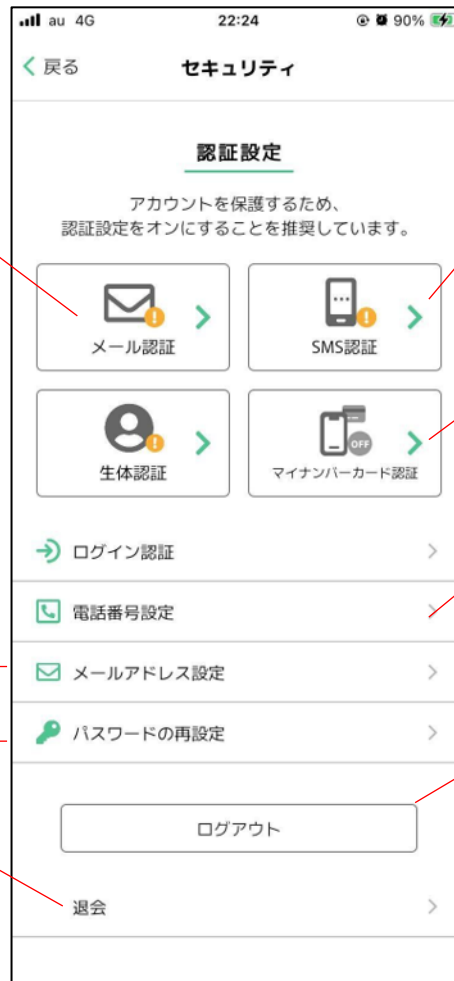 au 4G 22:24 90%
戻る セキュリティ
認証設定
アカウントを保護するため、
認証設定をオンにすることを推奨しています。
メール認証
SMS認証
生体認証
OFF
マイナンバーカード認証
ログイン認証
電話番号設定
メールアドレス設定
パスワードの再設定
ログアウト
退会